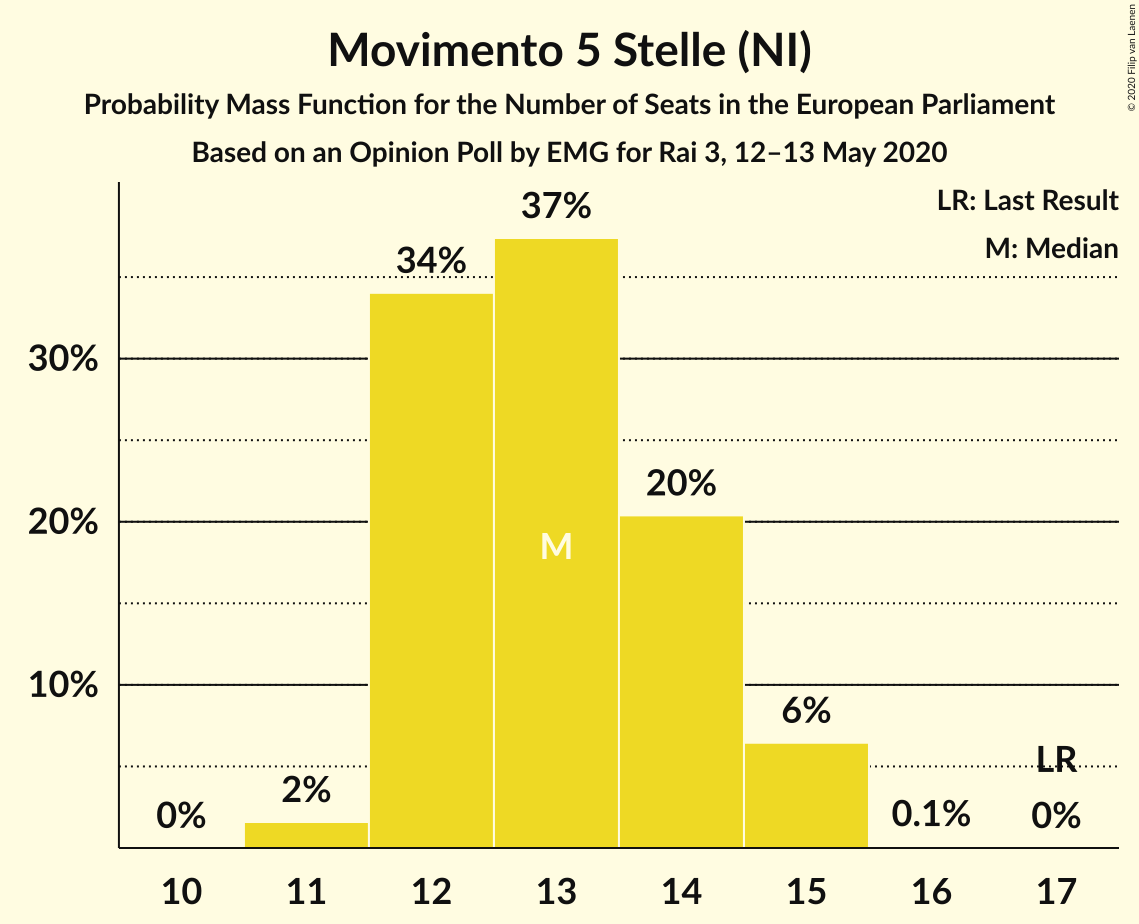 Movimento 5 Stelle (NI)
Probability Mass Function for the Number of Seats in the European Parliament
Based on an Opinion Poll by EMG for Rai 3, 12–13 May 2020
© 2020 Filip van Laenen
LR: Last Result
M: Median
37%
34%
30%
20%
20%
M
10%
6%
LR
2%
0%
0.1%
0%
10 11 12 13 14 15 16 17